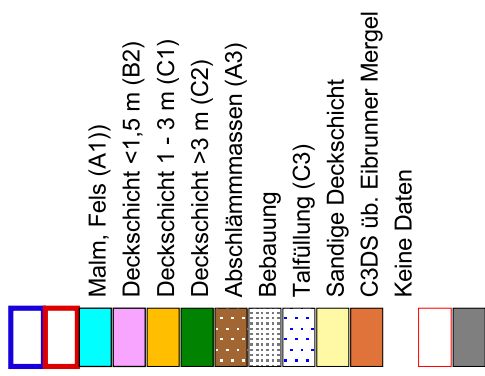 Malm, Fels (A1))
Deckschicht <1,5 m (B2)
Deckschicht 1 - 3 m (C1)
Deckschicht >3 m (C2)
Abschlämmmassen (A3)
Bebauung
Talfüllung (C3)
Sandige Deckschicht
C3DS üb. Eibrunner Mergel
Keine Daten